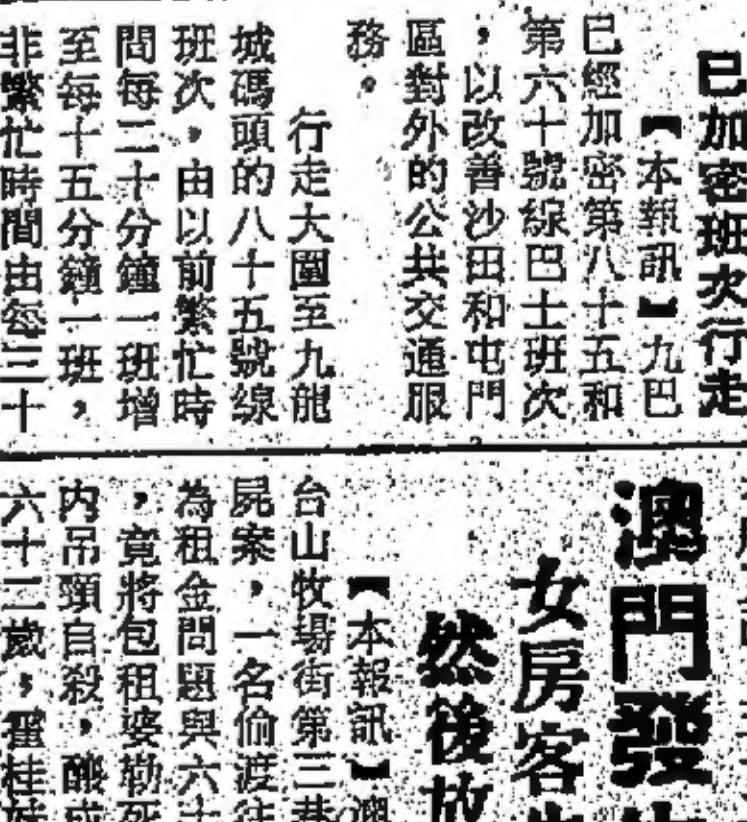 已加密班次行走
【本報訊】九巴
已經加密第八十五和
第六十號線巴士班次
，以改善沙田和屯門
區對外的公共交通服
務。
行走大圍至九龍
城碼頭的八十五號線
班次，由以前繁忙時
間每二十分鐘一班增
至每十五分鐘一班，
非繁忙時間由每三十
澳門發
女房客
然後放
【本報訊】澳
台山牧場街第三巷
屍案，一名偷渡往
為租金問題與六十
，竟將包租婆勒死
內吊頸自殺，釀成
六十二歲，霍桂